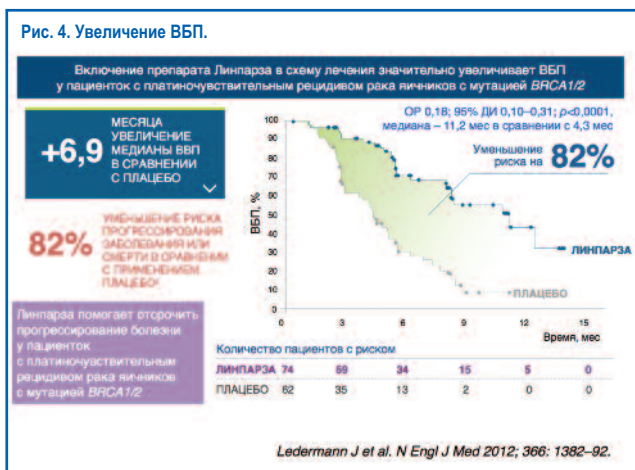 Рис. 4. Увеличение ВБП.
Включение препарата Линпарза в схему лечения значительно увеличивает ВБП
у пациенток с платиночувствительным рецидивом рака яичников с мутацией BRCA1/2
+6,9
МЕСЯЦА
УВЕЛИЧЕНИЕ
МЕДИАНЫ ВВП
В СРАВНЕНИИ
С ПЛАЦЕБО
82%
УМЕНЬШЕНИЕ РИСКА
ПРОГРЕССИРОВАНИЯ
ЗАБОЛЕВАНИЯ ИЛИ
СМЕРТИ В СРАВНЕНИИ
С ПРИМЕНЕНИЕМ
ПЛАЦЕБО
Линпарза помогает отсрочить
прогрессирование болезни
у пациенток
с платиночувствительным
рецидивом рака яичников
с мутацией BRCA1/2
ОР 0,18; 95% ДИ 0,10–0,31; p<0,0001,
медиана – 11,2 мес в сравнении с 4,3 мес
Уменьшение
риска на 82%
ВБП, %
100
90
80
70
60
50
40
30
20
10
0
ЛИНПАРЗА
ПЛАЦЕБО
0 3 6 9 12 15
Время, мес
Количество пациентов с риском
ЛИНПАРЗА 74 59 34 15 5 0
ПЛАЦЕБО 62 35 13 2 0 0
Ledermann J et al. N Engl J Med 2012; 366: 1382–92.